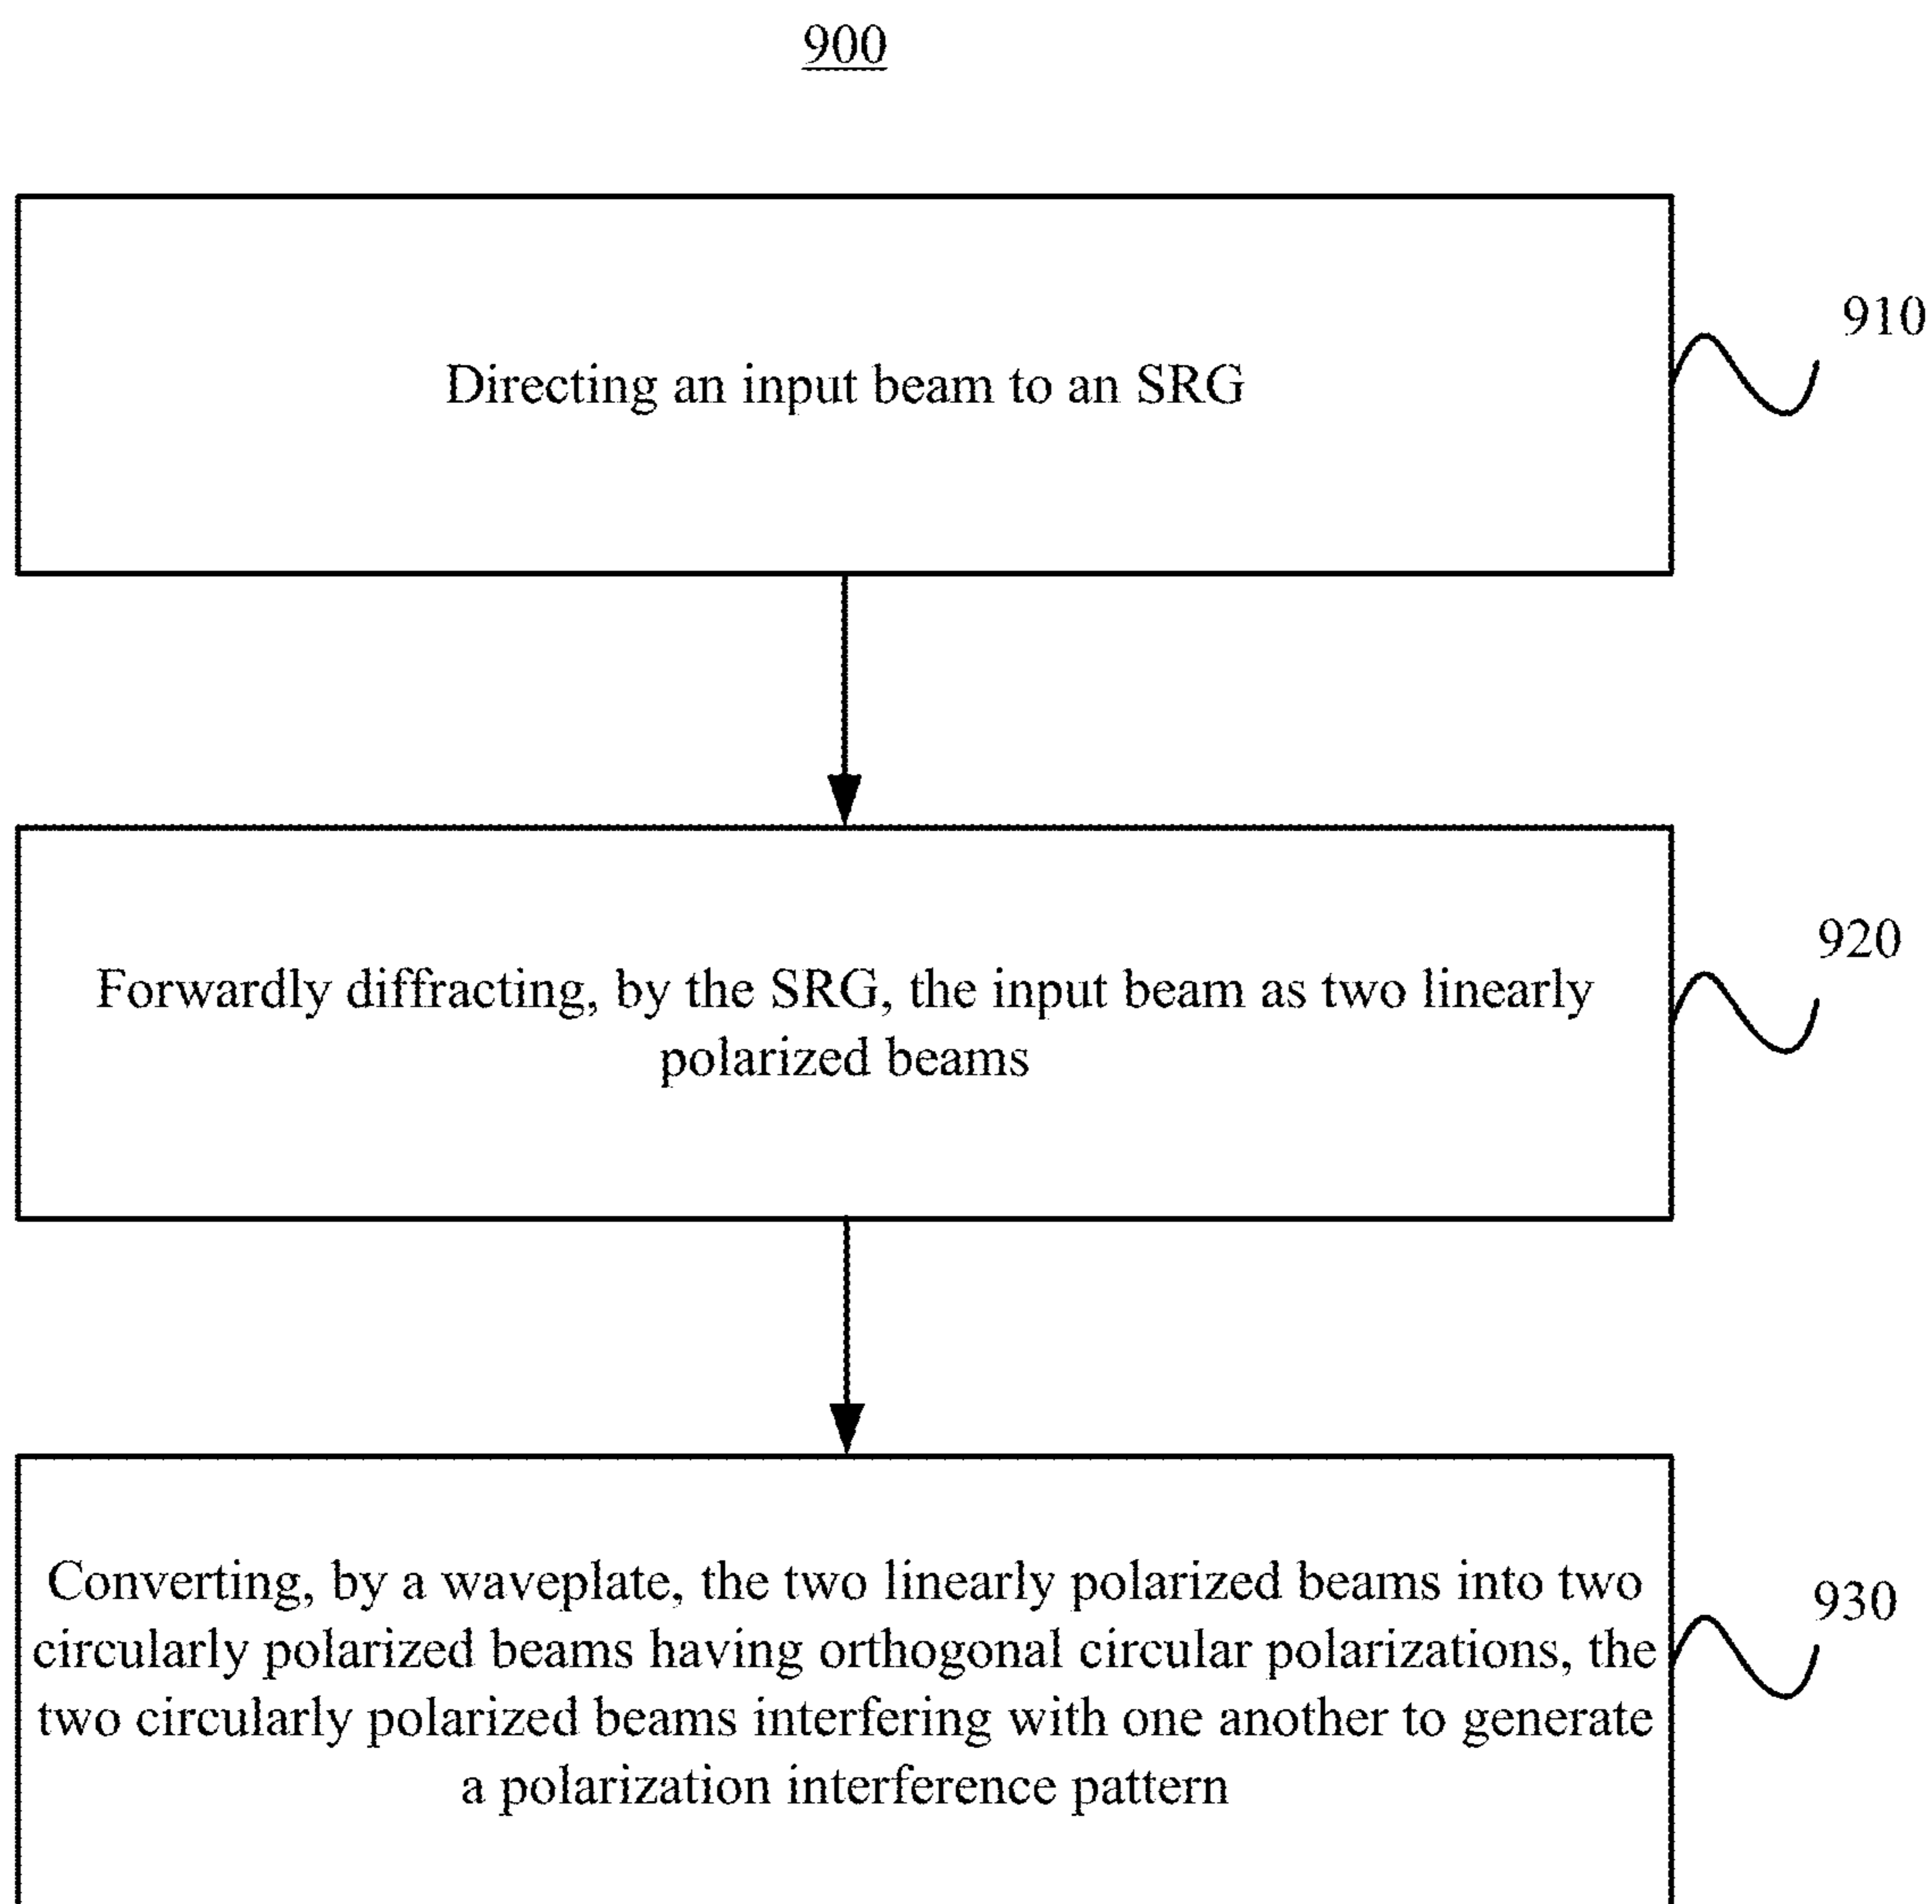 900
Directing an input beam to an SRG
910
Forwardly diffracting, by the SRG, the input beam as two linearly
polarized beams
920
Converting, by a waveplate, the two linearly polarized beams into two
circularly polarized beams having orthogonal circular polarizations, the
two circularly polarized beams interfering with one another to generate
a polarization interference pattern
930